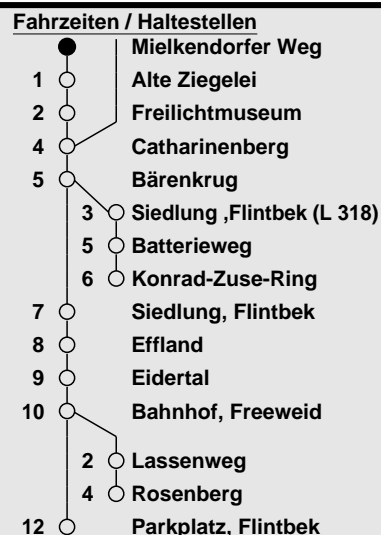 Fahrzeiten / Haltestellen
Mielkendorfer Weg
1 Alte Ziegelei
2 Freilichtmuseum
4 Catharinenberg
5 Bärenkrug
3 Siedlung ,Flintbek (L 318)
5 Batterieweg
6 Konrad-Zuse-Ring
7 Siedlung, Flintbek
8 Effland
9 Eidertal
10 Bahnhof, Freeweid
2 Lassenweg
4 Rosenberg
12 Parkplatz, Flintbek